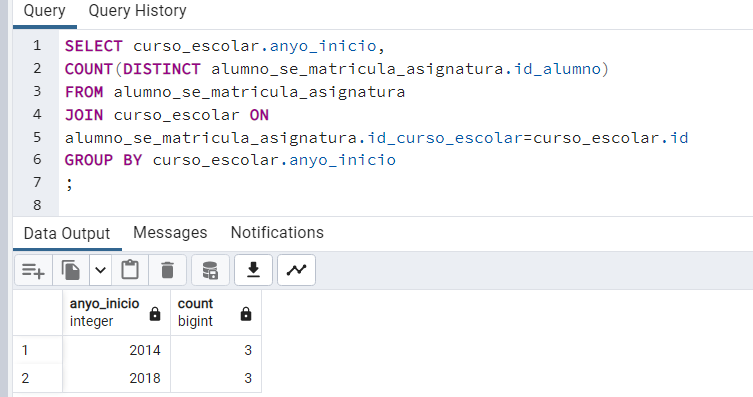 Query Query History
1 SELECT curso_escolar.anyo_inicio,
2 COUNT(DISTINCT alumno_se_matricula_asignatura.id_alumno)
3 FROM alumno_se_matricula_asignatura
4 JOIN curso_escolar ON
5 alumno_se_matricula_asignatura.id_curso_escolar=curso_escolar.id
6 GROUP BY curso_escolar.anyo_inicio
7 ;
8
Data Output Messages Notifications
anyo_inicio count
integer bigint
1 2014 3
2 2018 3